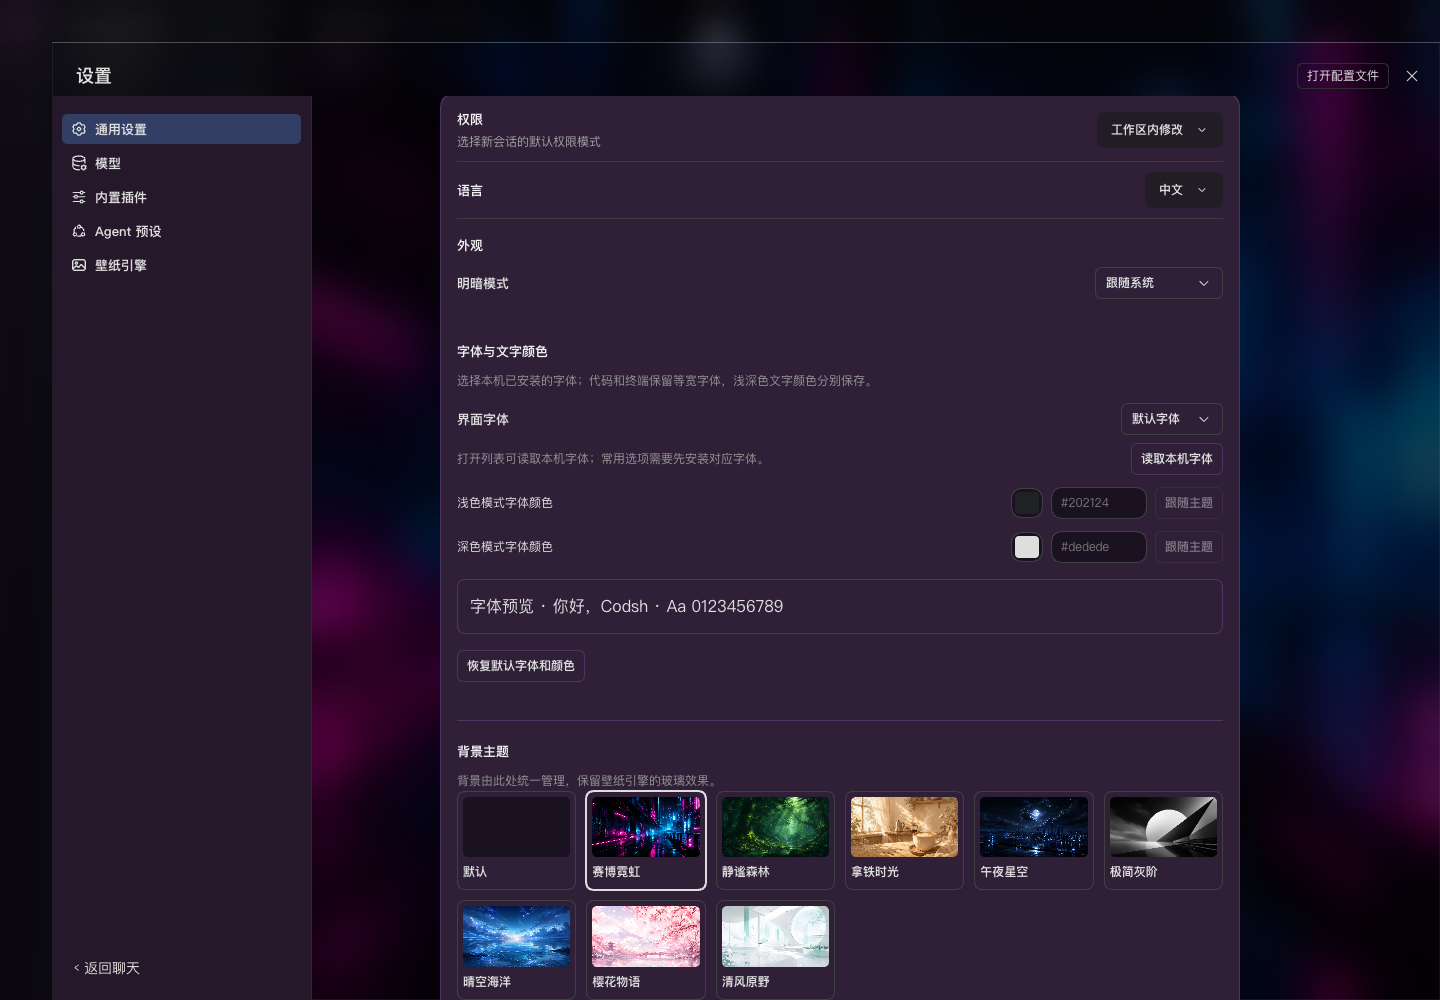 设置
打开配置文件
通用设置
模型
内置插件
Agent 预设
壁纸引擎
< 返回聊天
权限
选择新会话的默认权限模式
工作区内修改
语言
中文
外观
明暗模式
跟随系统
字体与文字颜色
选择本机已安装的字体；代码和终端保留等宽字体，浅深色文字颜色分别保存。
界面字体
默认字体
打开列表可读取本机字体；常用选项需要先安装对应字体。
读取本机字体
浅色模式字体颜色
#202124
跟随主题
深色模式字体颜色
#dedede
跟随主题
字体预览 · 你好，Codsh · Aa 0123456789
恢复默认字体和颜色
背景主题
背景由此处统一管理，保留壁纸引擎的玻璃效果。
默认
赛博霓虹
静谧森林
拿铁时光
午夜星空
极简灰阶
晴空海洋
樱花物语
清风原野